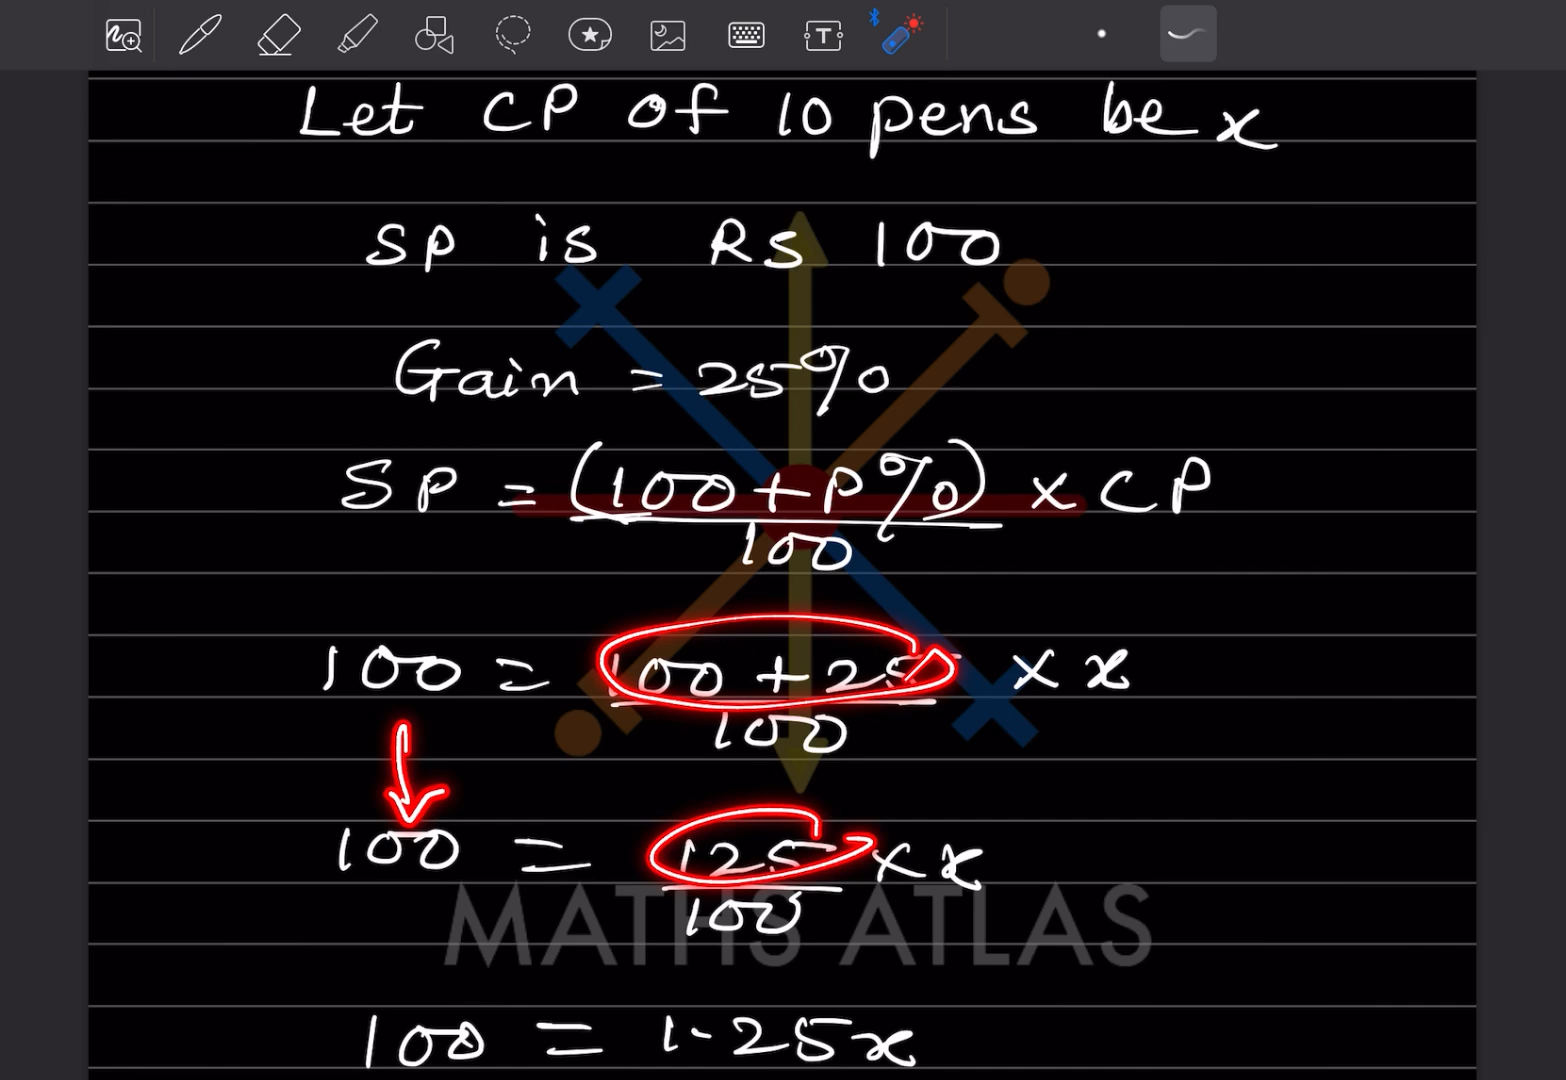 Let CP of 10 pens be x
SP is Rs 100
Gain = 25%
SP = (100 + P%) / 100 × CP
100 = 100 + 25 / 100 × x
100 = 125 / 100 × x
MATHS ATLAS
100 = 1.25x